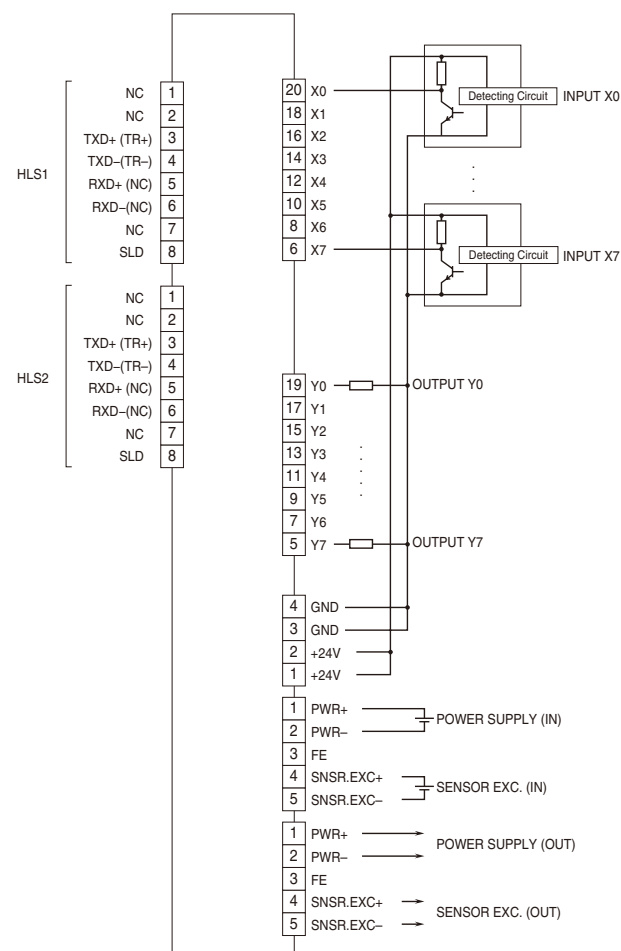 HLS1
NC 1
NC 2
TXD+ (TR+) 3
TXD–(TR–) 4
RXD+ (NC) 5
RXD–(NC) 6
NC 7
SLD 8
HLS2
NC 1
NC 2
TXD+ (TR+) 3
TXD–(TR–) 4
RXD+ (NC) 5
RXD–(NC) 6
NC 7
SLD 8
20 X0
18 X1
16 X2
14 X3
12 X4
10 X5
8 X6
6 X7
Detecting Circuit INPUT X0
Detecting Circuit INPUT X7
19 Y0 OUTPUT Y0
17 Y1
15 Y2
13 Y3
11 Y4
9 Y5
7 Y6
5 Y7 OUTPUT Y7
4 GND
3 GND
2 +24V
1 +24V
1 PWR+
2 PWR–
POWER SUPPLY (IN)
3 FE
4 SNSR.EXC+
5 SNSR.EXC–
SENSOR EXC. (IN)
1 PWR+
2 PWR–
POWER SUPPLY (OUT)
3 FE
4 SNSR.EXC+
5 SNSR.EXC–
SENSOR EXC. (OUT)